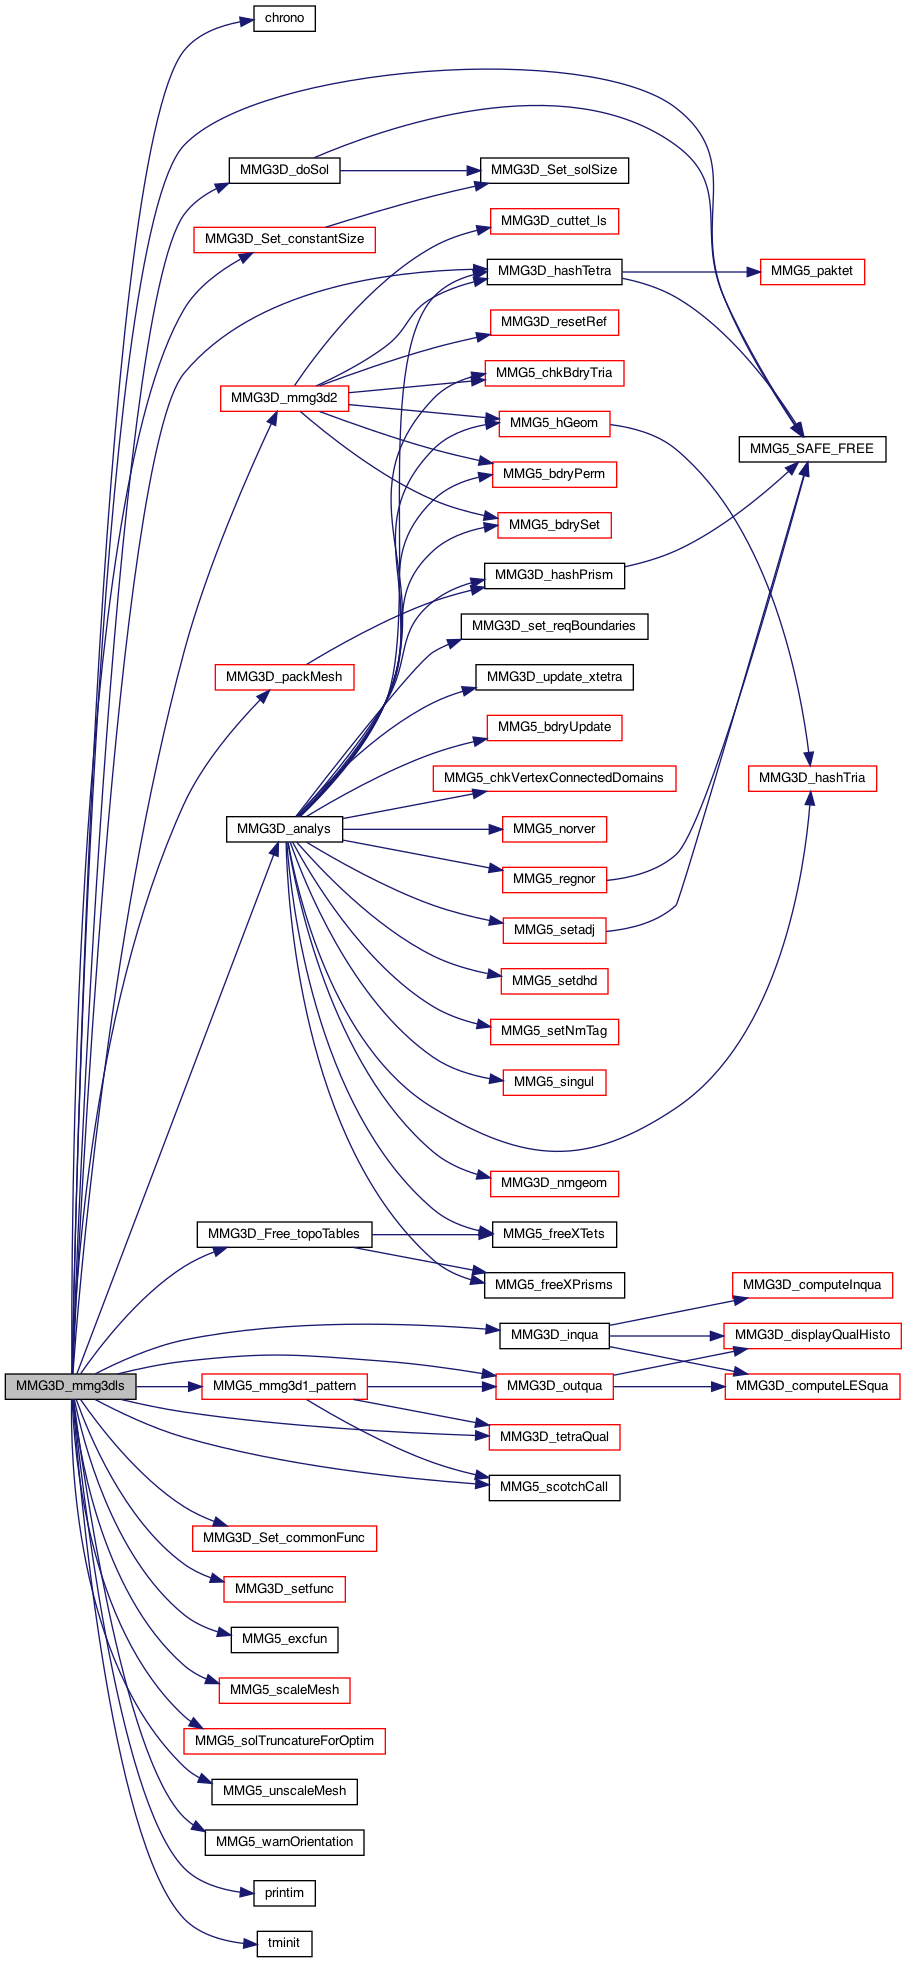 chrono
MMG3D_doSol
MMG3D_Set_solSize
MMG3D_cuttet_ls
MMG3D_Set_constantSize
MMG3D_hashTetra
MMG5_paktet
MMG3D_resetRef
MMG5_chkBdryTria
MMG3D_mmg3d2
MMG5_hGeom
MMG5_SAFE_FREE
MMG5_bdryPerm
MMG5_bdrySet
MMG3D_hashPrism
MMG3D_set_reqBoundaries
MMG3D_packMesh
MMG3D_update_xtetra
MMG5_bdryUpdate
MMG5_chkVertexConnectedDomains
MMG3D_hashTria
MMG3D_analys
MMG5_norver
MMG5_regnor
MMG5_setadj
MMG5_setdhd
MMG5_setNmTag
MMG5_singul
MMG3D_nmgeom
MMG3D_Free_topoTables
MMG5_freeXTets
MMG5_freeXPrisms
MMG3D_computeInqua
MMG3D_inqua
MMG3D_displayQualHisto
MMG3D_mmg3dls
MMG5_mmg3d1_pattern
MMG3D_outqua
MMG3D_computeLESqua
MMG3D_tetraQual
MMG5_scotchCall
MMG3D_Set_commonFunc
MMG3D_setfunc
MMG5_excfun
MMG5_scaleMesh
MMG5_solTruncatureForOptim
MMG5_unscaleMesh
MMG5_warnOrientation
printim
tminit